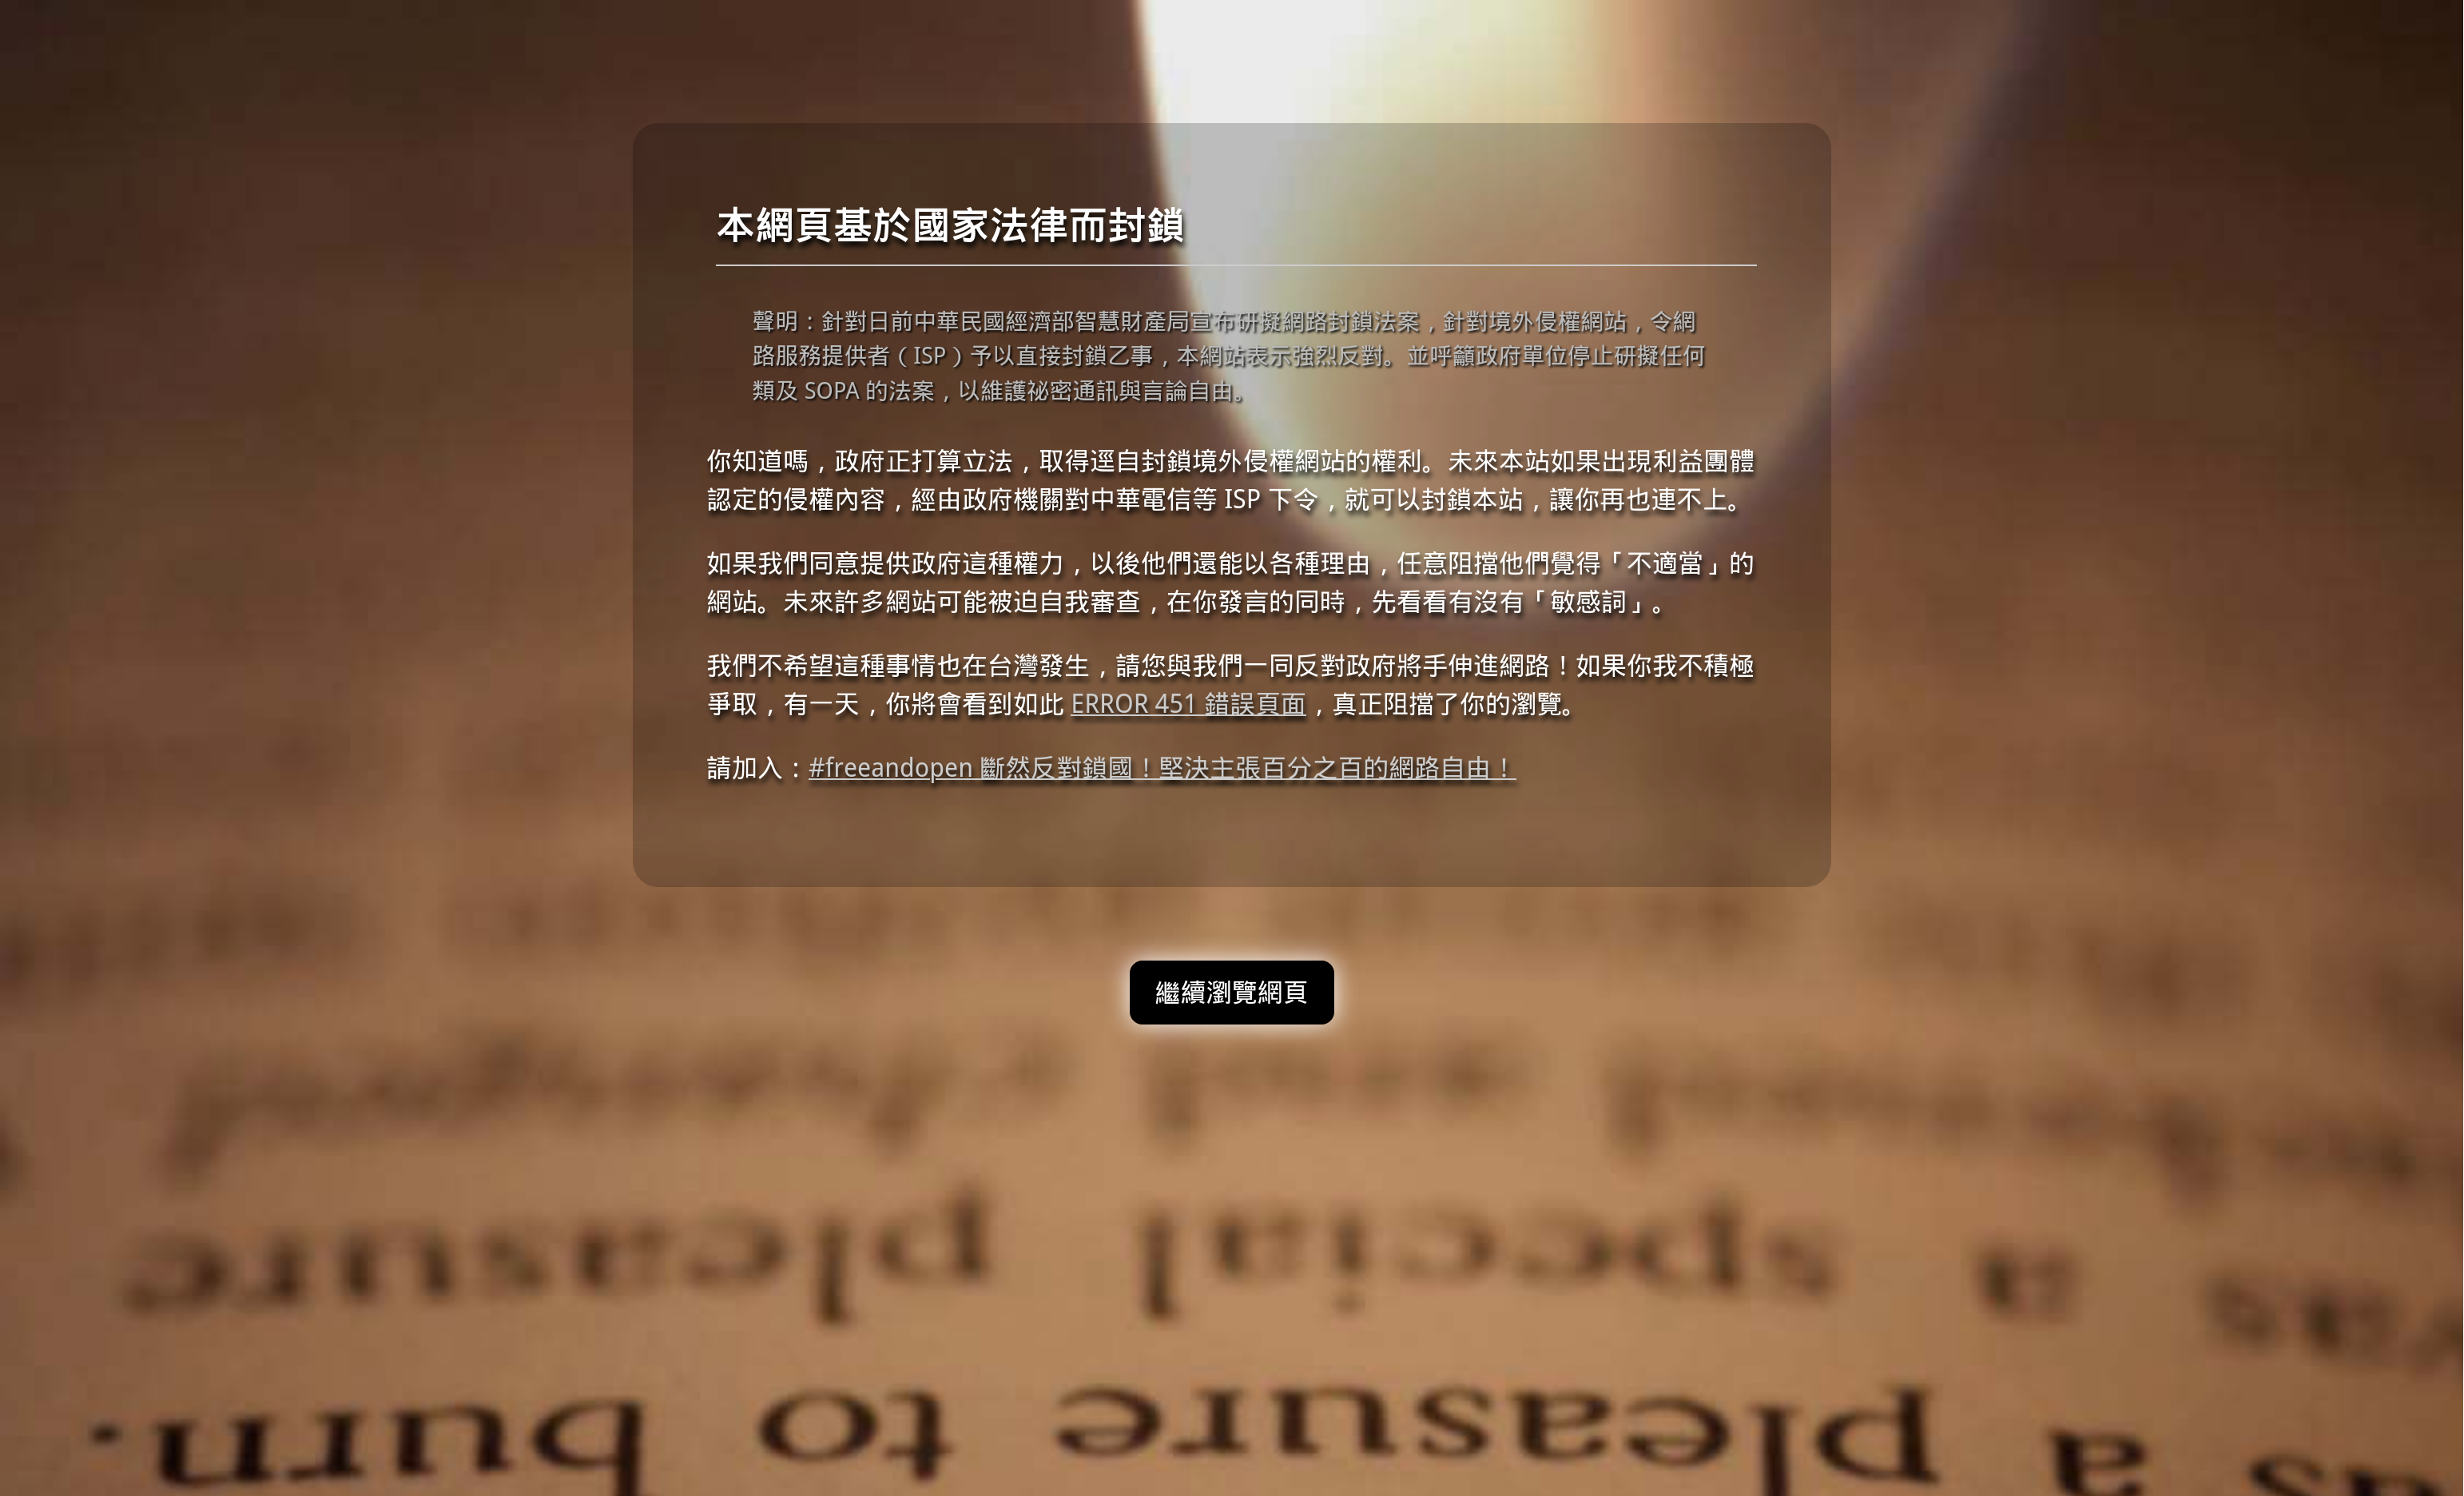 本網頁基於國家法律而封鎖
聲明：針對日前中華民國經濟部智慧財產局宣布研擬網路封鎖法案，針對境外侵權網站，令網
路服務提供者（ISP）予以直接封鎖乙事，本網站表示強烈反對。並呼籲政府單位停止研擬任何
類及 SOPA 的法案，以維護祕密通訊與言論自由。
你知道嗎，政府正打算立法，取得逕自封鎖境外侵權網站的權利。未來本站如果出現利益團體
認定的侵權內容，經由政府機關對中華電信等 ISP 下令，就可以封鎖本站，讓你再也連不上。
如果我們同意提供政府這種權力，以後他們還能以各種理由，任意阻擋他們覺得「不適當」的
網站。未來許多網站可能被迫自我審查，在你發言的同時，先看看有沒有「敏感詞」。
我們不希望這種事情也在台灣發生，請您與我們一同反對政府將手伸進網路！如果你我不積極
爭取，有一天，你將會看到如此 ERROR 451 錯誤頁面，真正阻擋了你的瀏覽。
請加入：#freeandopen 斷然反對鎖國！堅決主張百分之百的網路自由！
繼續瀏覽網頁
a special pleasure
a pleasure to burn.